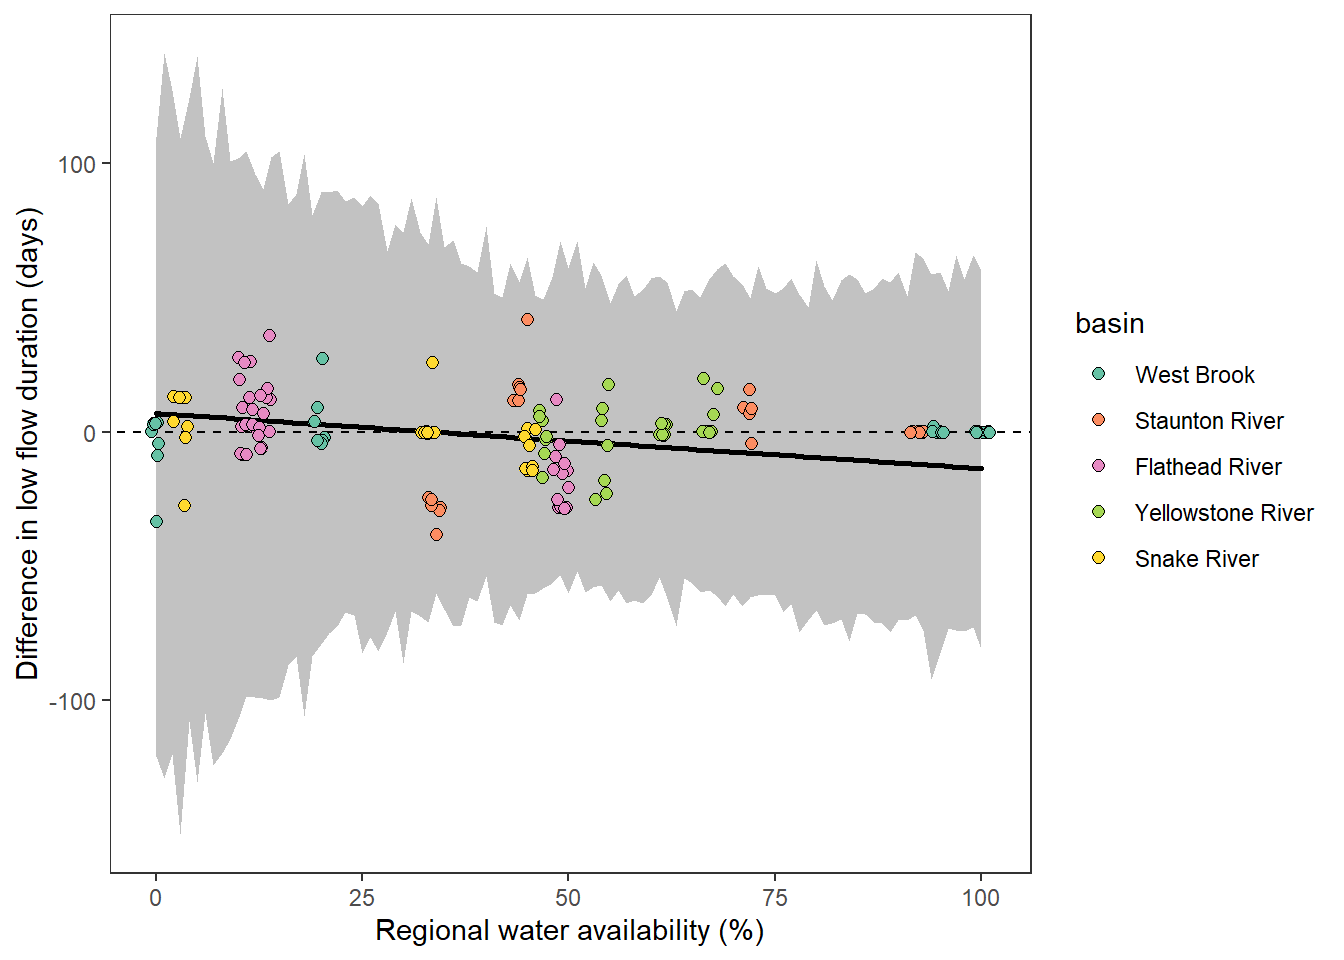 Difference in low flow duration (days)
100
0
-100
0
25
50
75
100
Regional water availability (%)
basin
West Brook
Staunton River
Flathead River
Yellowstone River
Snake River